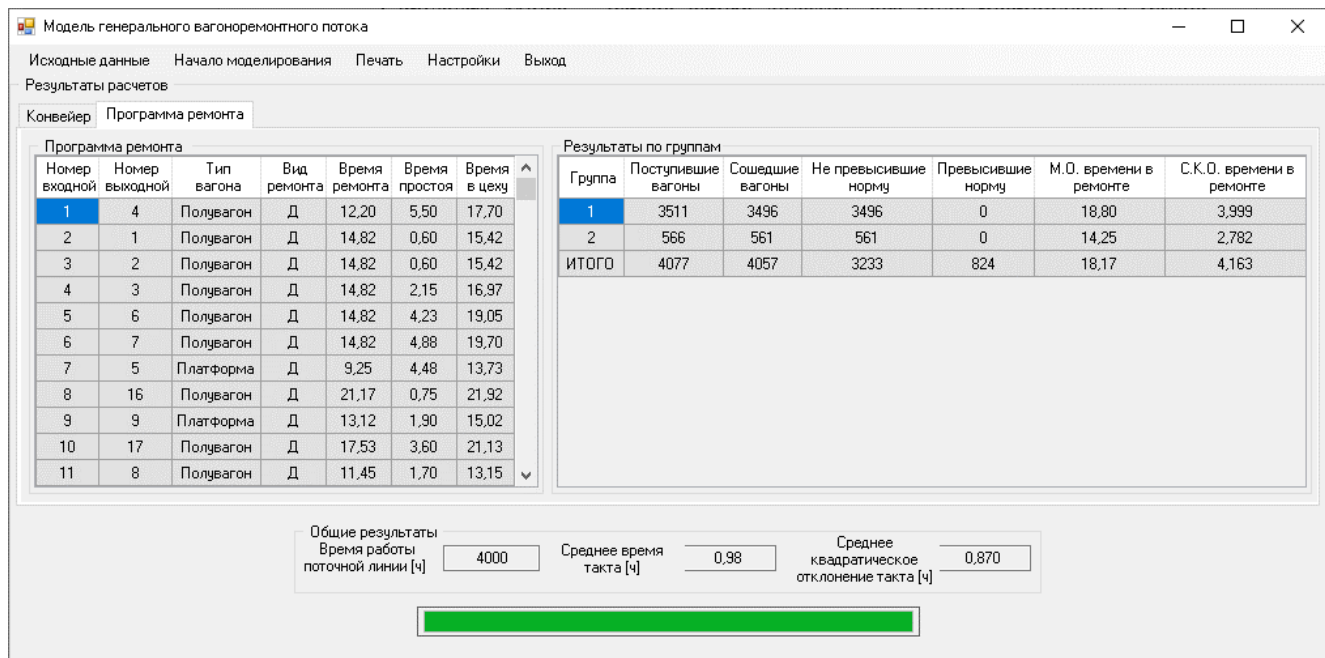 Модель генерального вагоноремонтного потока
Исходные данные Начало моделирования Печать Настройки Выход
Результаты расчетов
Конвейер Программа ремонта
Программа ремонта
Номер входной Номер выходной Тип вагона Вид ремонта Время ремонта Время простоя Время в цеху
1 4 Полувагон Д 12,20 5,50 17,70
2 1 Полувагон Д 14,82 0,60 15,42
3 2 Полувагон Д 14,82 0,60 15,42
4 3 Полувагон Д 14,82 2,15 16,97
5 6 Полувагон Д 14,82 4,23 19,05
6 7 Полувагон Д 14,82 4,88 19,70
7 5 Платформа Д 9,25 4,48 13,73
8 16 Полувагон Д 21,17 0,75 21,92
9 9 Платформа Д 13,12 1,90 15,02
10 17 Полувагон Д 17,53 3,60 21,13
11 8 Полувагон Д 11,45 1,70 13,15
Результаты по группам
Группа Поступившие вагоны Сошедшие вагоны Не превысившие норму Превысившие норму М.О. времени в ремонте С.К.О. времени в ремонте
1 3511 3496 3496 0 18,80 3,999
2 566 561 561 0 14,25 2,782
ИТОГО 4077 4057 3233 824 18,17 4,163
Общие результаты
Время работы поточной линии [ч] 4000
Среднее время такта [ч] 0,98
Среднее квадратическое отклонение такта [ч] 0,870